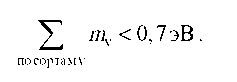 ∑ m_ν < 0,7 эВ.
по сортам ν